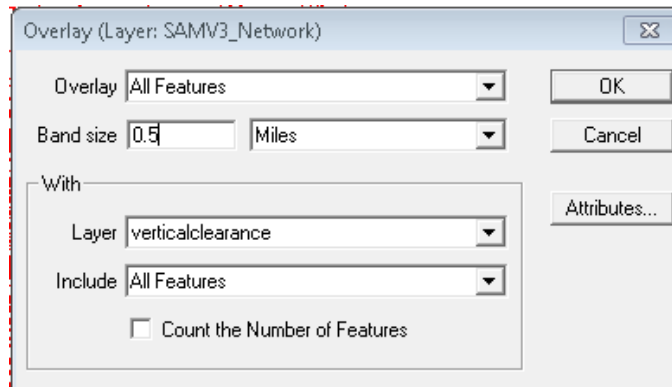 Overlay (Layer: SAMV3_Network)
Overlay All Features OK
Band size 0.5 Miles Cancel
With
Attributes...
Layer verticalclearance
Include All Features
Count the Number of Features